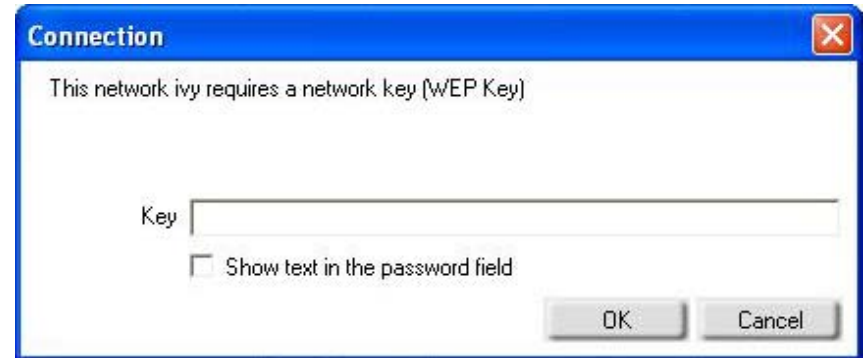 Connection
This network ivy requires a network key (WEP Key)
Key
Show text in the password field
OK Cancel